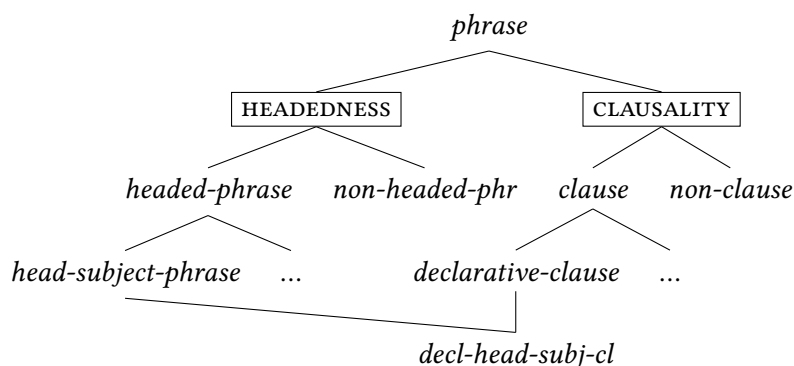 phrase
HEADEDNESS CLAUSALITY
headed-phrase non-headed-phr clause non-clause
head-subject-phrase ... declarative-clause ...
decl-head-subj-cl